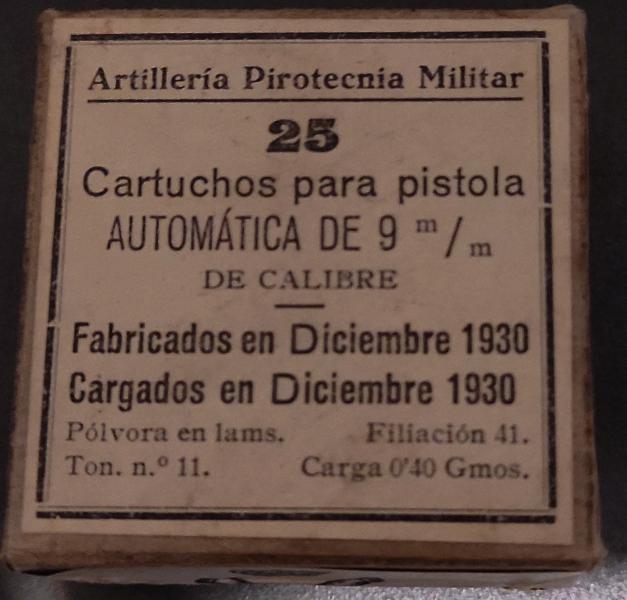 Artillería Pirotecnia Militar
25
Cartuchos para pistola
AUTOMÁTICA DE 9 m/m
DE CALIBRE
Fabricados en Diciembre 1930
Cargados en Diciembre 1930
Pólvora en lams. Filiación 41.
Ton. n.º 11. Carga 0'40 Gmos.